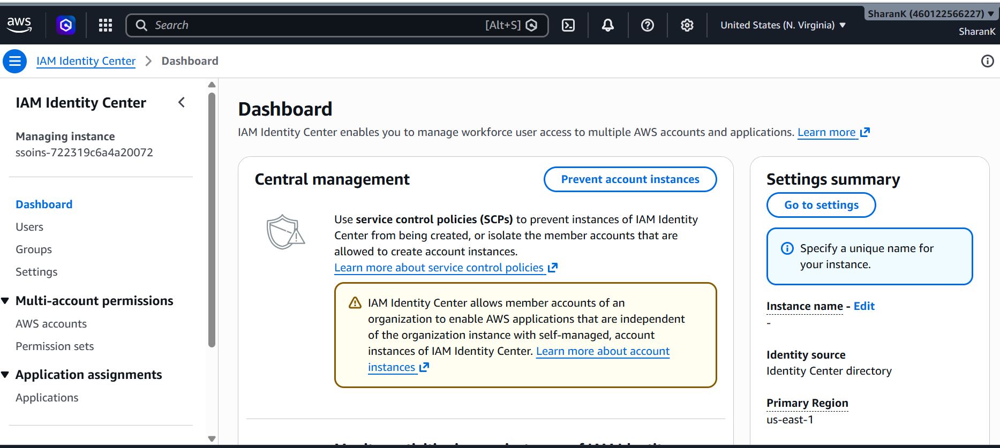 aws
Search [Alt+S]
United States (N. Virginia)
SharanK (460122566227)
SharanK
IAM Identity Center
Dashboard
IAM Identity Center
Managing instance
ssoins-722319c6a4a20072
Dashboard
Users
Groups
Settings
Multi-account permissions
AWS accounts
Permission sets
Application assignments
Applications
Dashboard
IAM Identity Center enables you to manage workforce user access to multiple AWS accounts and applications. Learn more
Central management
Prevent account instances
Use service control policies (SCPs) to prevent instances of IAM Identity
Center from being created, or isolate the member accounts that are
allowed to create account instances.
Learn more about service control policies
IAM Identity Center allows member accounts of an
organization to enable AWS applications that are independent
of the organization instance with self-managed, account
instances of IAM Identity Center. Learn more about account
instances
Settings summary
Go to settings
Specify a unique name for
your instance.
Instance name - Edit
-
Identity source
Identity Center directory
Primary Region
us-east-1